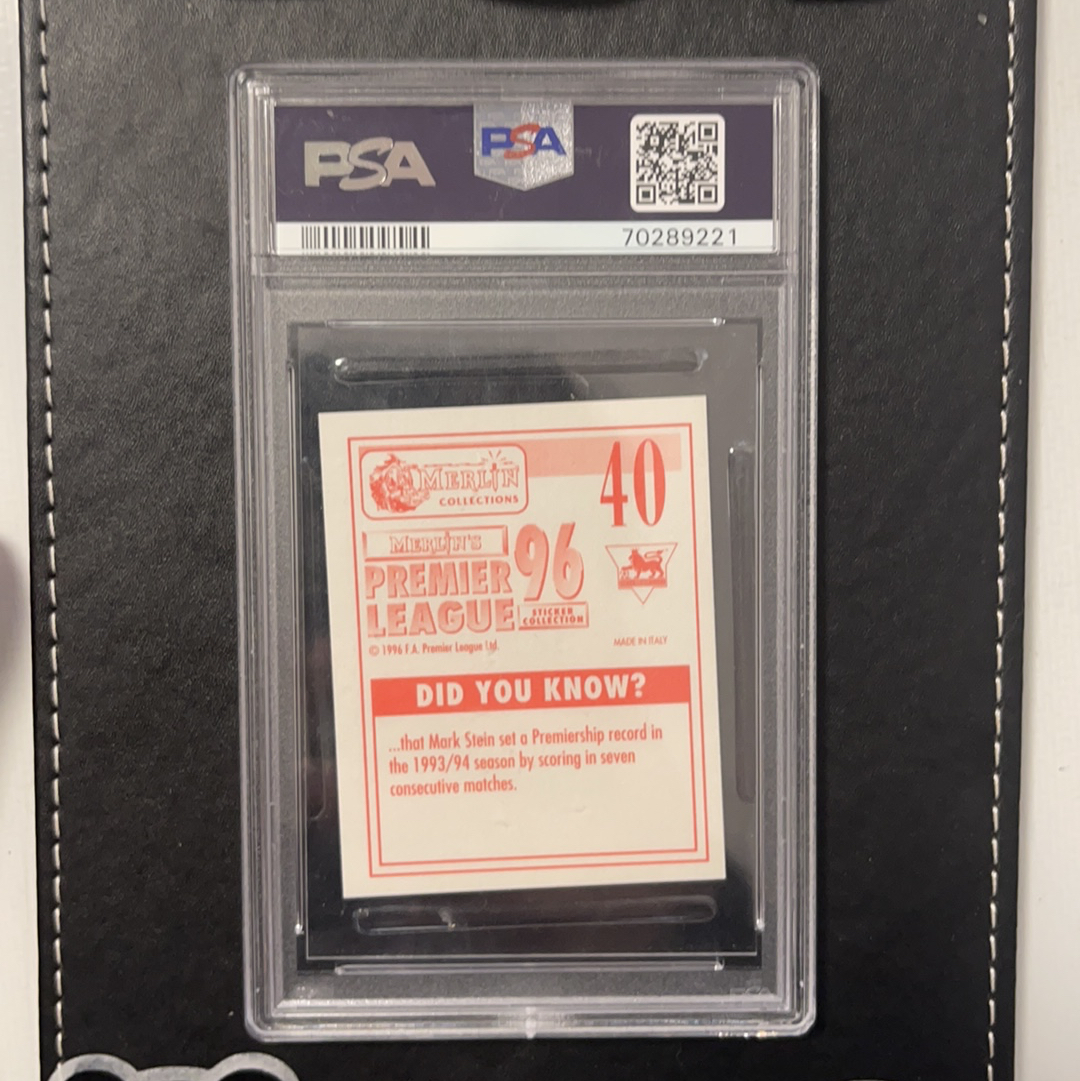 PSA
PSA
70289221
MERLIN
COLLECTIONS
40
MERLIN'S
PREMIER
LEAGUE
96
STICKER
COLLECTION
© 1996 F.A. Premier League Ltd.
MADE IN ITALY
DID YOU KNOW?
...that Mark Stein set a Premiership record in
the 1993/94 season by scoring in seven
consecutive matches.